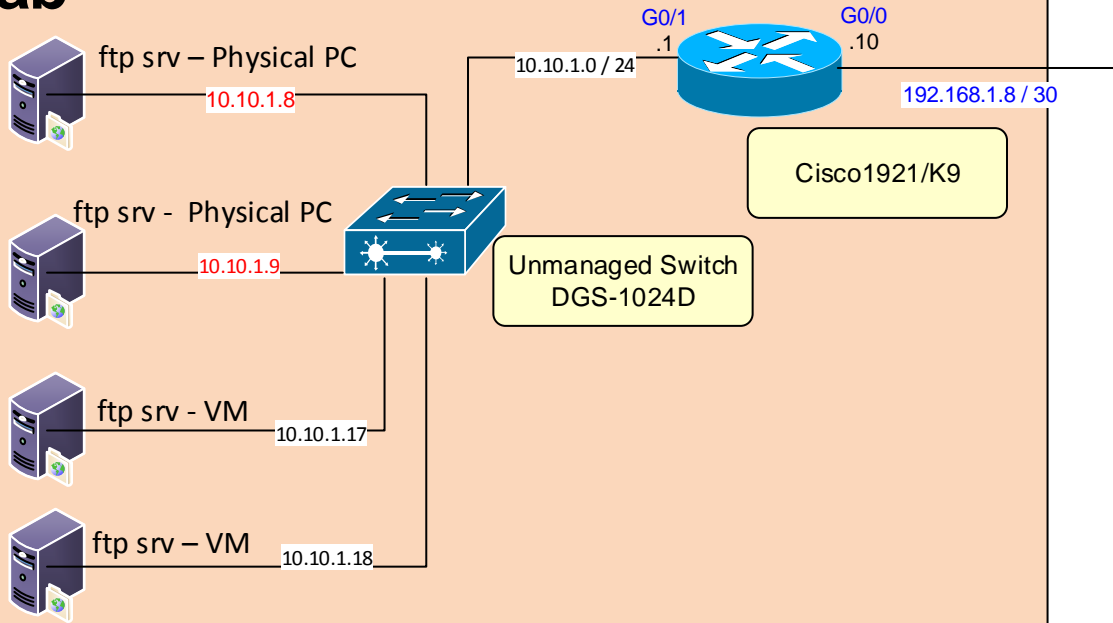 ab
G0/1
G0/0
.1
.10
ftp srv – Physical PC
10.10.1.0 / 24
10.10.1.8
192.168.1.8 / 30
Cisco1921/K9
ftp srv - Physical PC
10.10.1.9
Unmanaged Switch
DGS-1024D
ftp srv - VM
10.10.1.17
ftp srv – VM
10.10.1.18